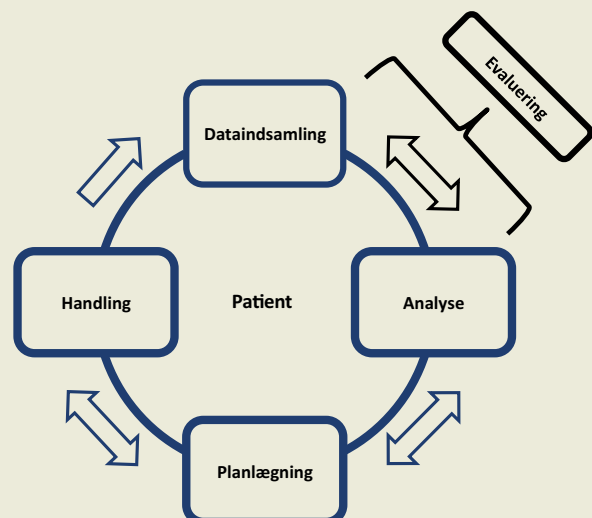 Evaluering
Dataindsamling
Handling
Patient
Analyse
Planlægning